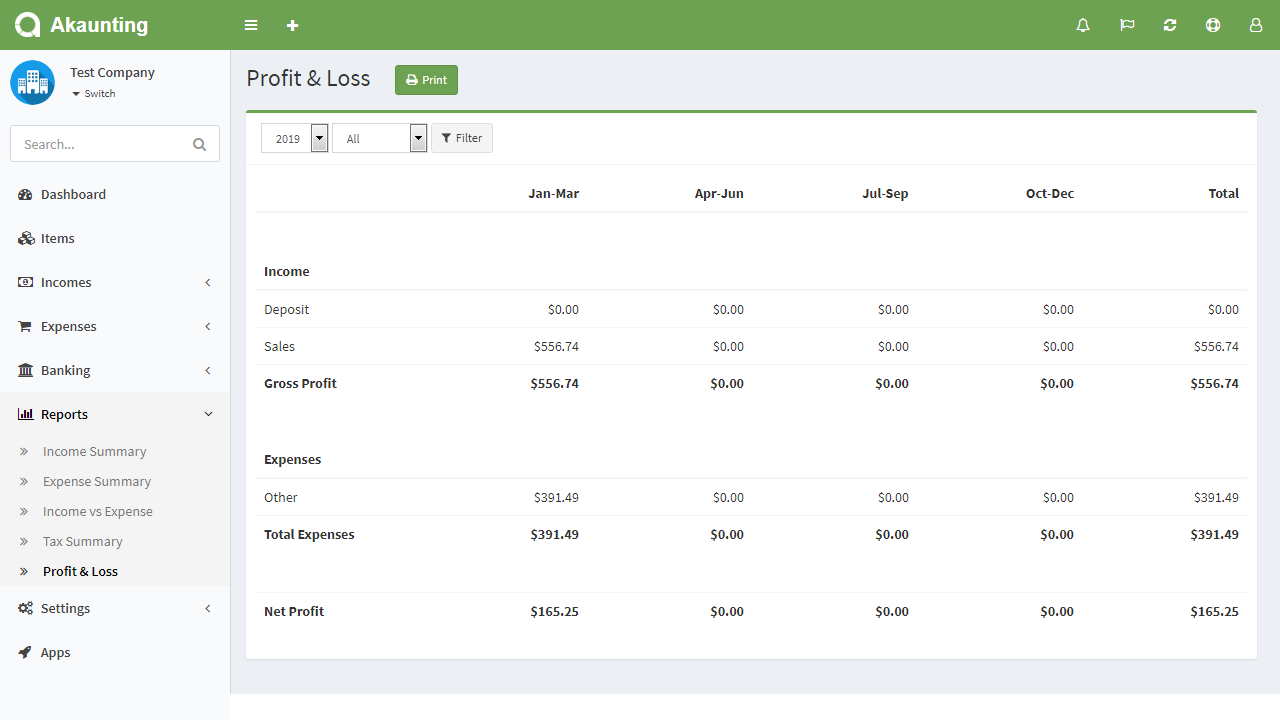 Akaunting
Test Company
Switch
Search...
Dashboard
Items
Incomes
Expenses
Banking
Reports
Income Summary
Expense Summary
Income vs Expense
Tax Summary
Profit & Loss
Settings
Apps
Profit & Loss Print
2019 All Filter
Jan-Mar Apr-Jun Jul-Sep Oct-Dec Total
Income
Deposit $0.00 $0.00 $0.00 $0.00 $0.00
Sales $556.74 $0.00 $0.00 $0.00 $556.74
Gross Profit $556.74 $0.00 $0.00 $0.00 $556.74
Expenses
Other $391.49 $0.00 $0.00 $0.00 $391.49
Total Expenses $391.49 $0.00 $0.00 $0.00 $391.49
Net Profit $165.25 $0.00 $0.00 $0.00 $165.25